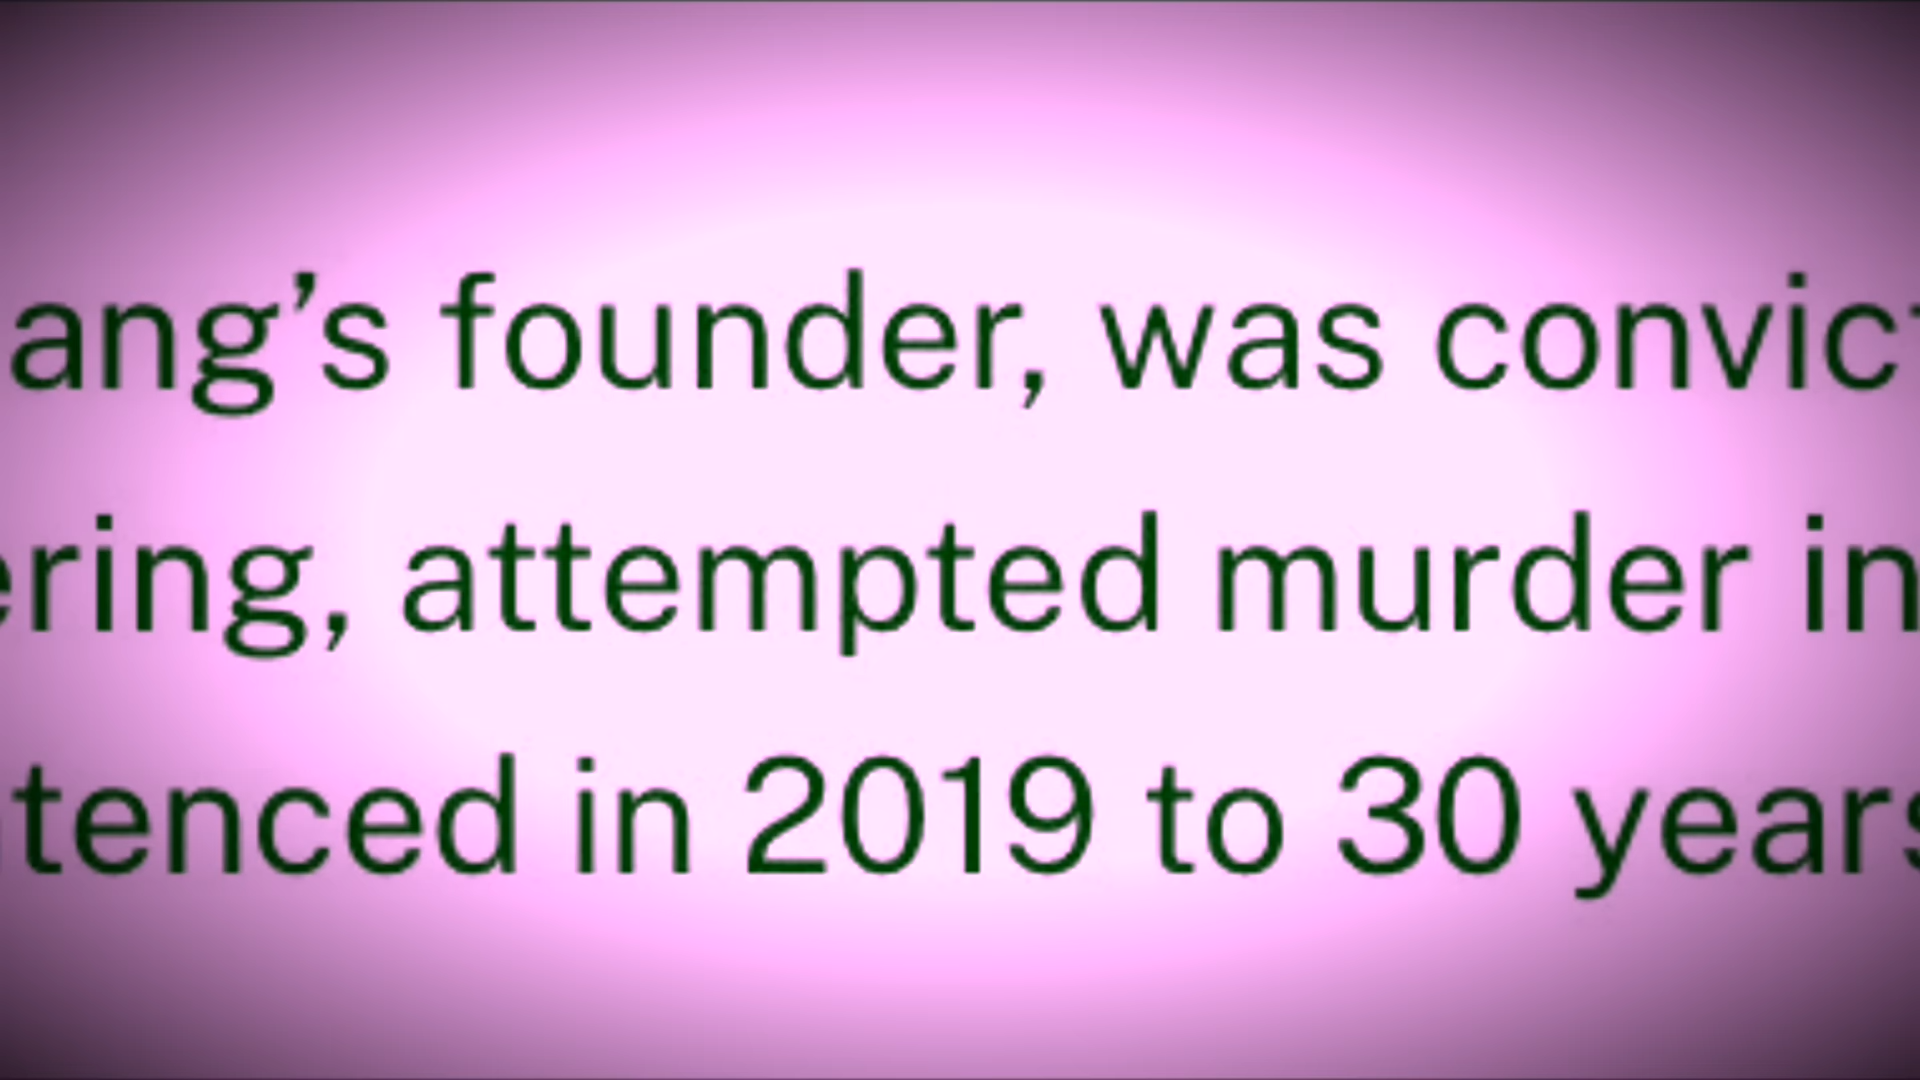 ang’s founder, was convict
ering, attempted murder in
tenced in 2019 to 30 years